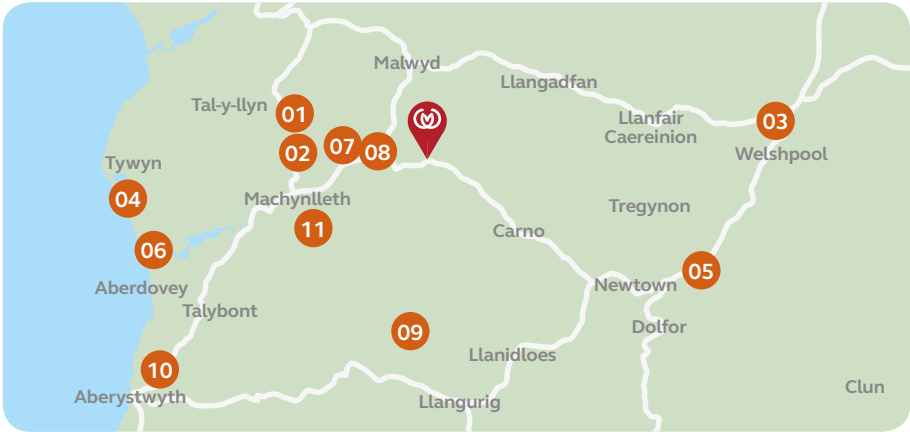 Malwyd
Llangadfan
Tal-y-llyn
01
03
Llanfair
Caereinion
07
08
02
Welshpool
Tywyn
04
Machynlleth
Tregynon
11
Carno
06
05
Aberdovey
Newtown
Talybont
Dolfor
09
Llanidloes
10
Aberystwyth
Llangurig
Clun